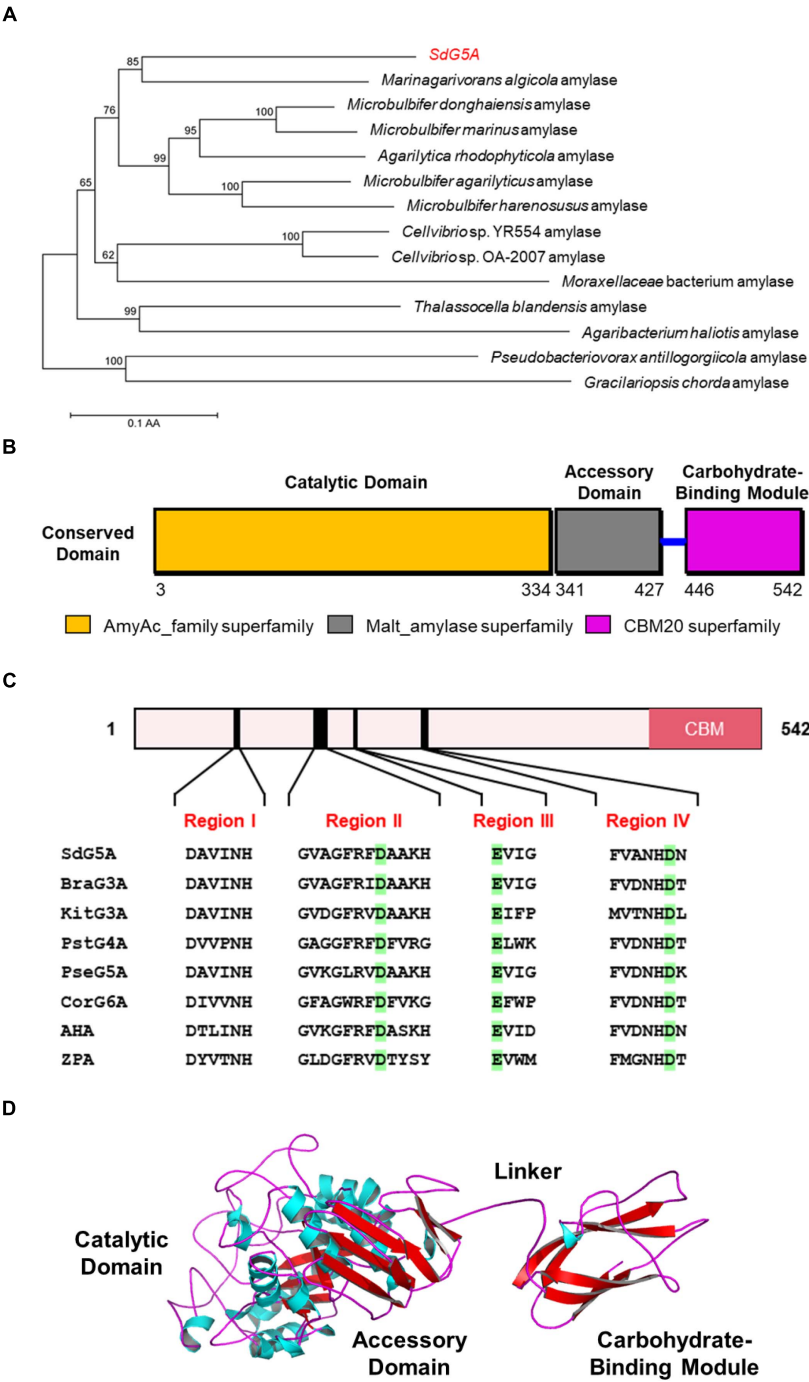 A
SdG5A
85
Marinagarivorans algicola amylase
Microbulbifer donghaiensis amylase
100
76
Microbulbifer marinus amylase
95
Agarilytica rhodophyticola amylase
99
Microbulbifer agarilyticus amylase
65
100
Microbulbifer harenosusus amylase
Cellvibrio sp. YR554 amylase
100
Cellvibrio sp. OA-2007 amylase
62
Moraxellaceae bacterium amylase
Thalassocella blandensis amylase
99
Agaribacterium haliotis amylase
Pseudobacteriovorax antillogorgiicola amylase
100
Gracilariopsis chorda amylase
0.1 AA
B
Catalytic Domain
Accessory
Domain
Carbohydrate-
Binding Module
Conserved
Domain
3 334 341 427 446 542
AmyAc_family superfamily Malt_amylase superfamily CBM20 superfamily
C
1 CBM 542
Region I Region II Region III Region IV
SdG5A DAVINH GVAGFRFDAAKH EVIG FVANHDN
BraG3A DAVINH GVAGFRIDAAKH EVIG FVDNHDT
KitG3A DAVINH GVDGFRVDAAKH EIFP MVTNHDL
PstG4A DVVPNH GAGGFRFDFVRG ELWK FVDNHDT
PseG5A DAVINH GVKGLRVDAAKH EVIG FVDNHDK
CorG6A DIVVNH GFAGWRFDFVKG EFWP FVDNHDT
AHA DTLINH GVKGFRFDASKH EVID FVDNHDN
ZPA DYVTNH GLDGFRVDTYSY EVWM FMGNHDT
D
Linker
Catalytic
Domain
Accessory
Domain
Carbohydrate-
Binding Module